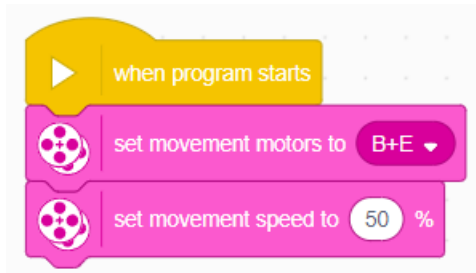 when program starts
set movement motors to B+E
set movement speed to 50 %